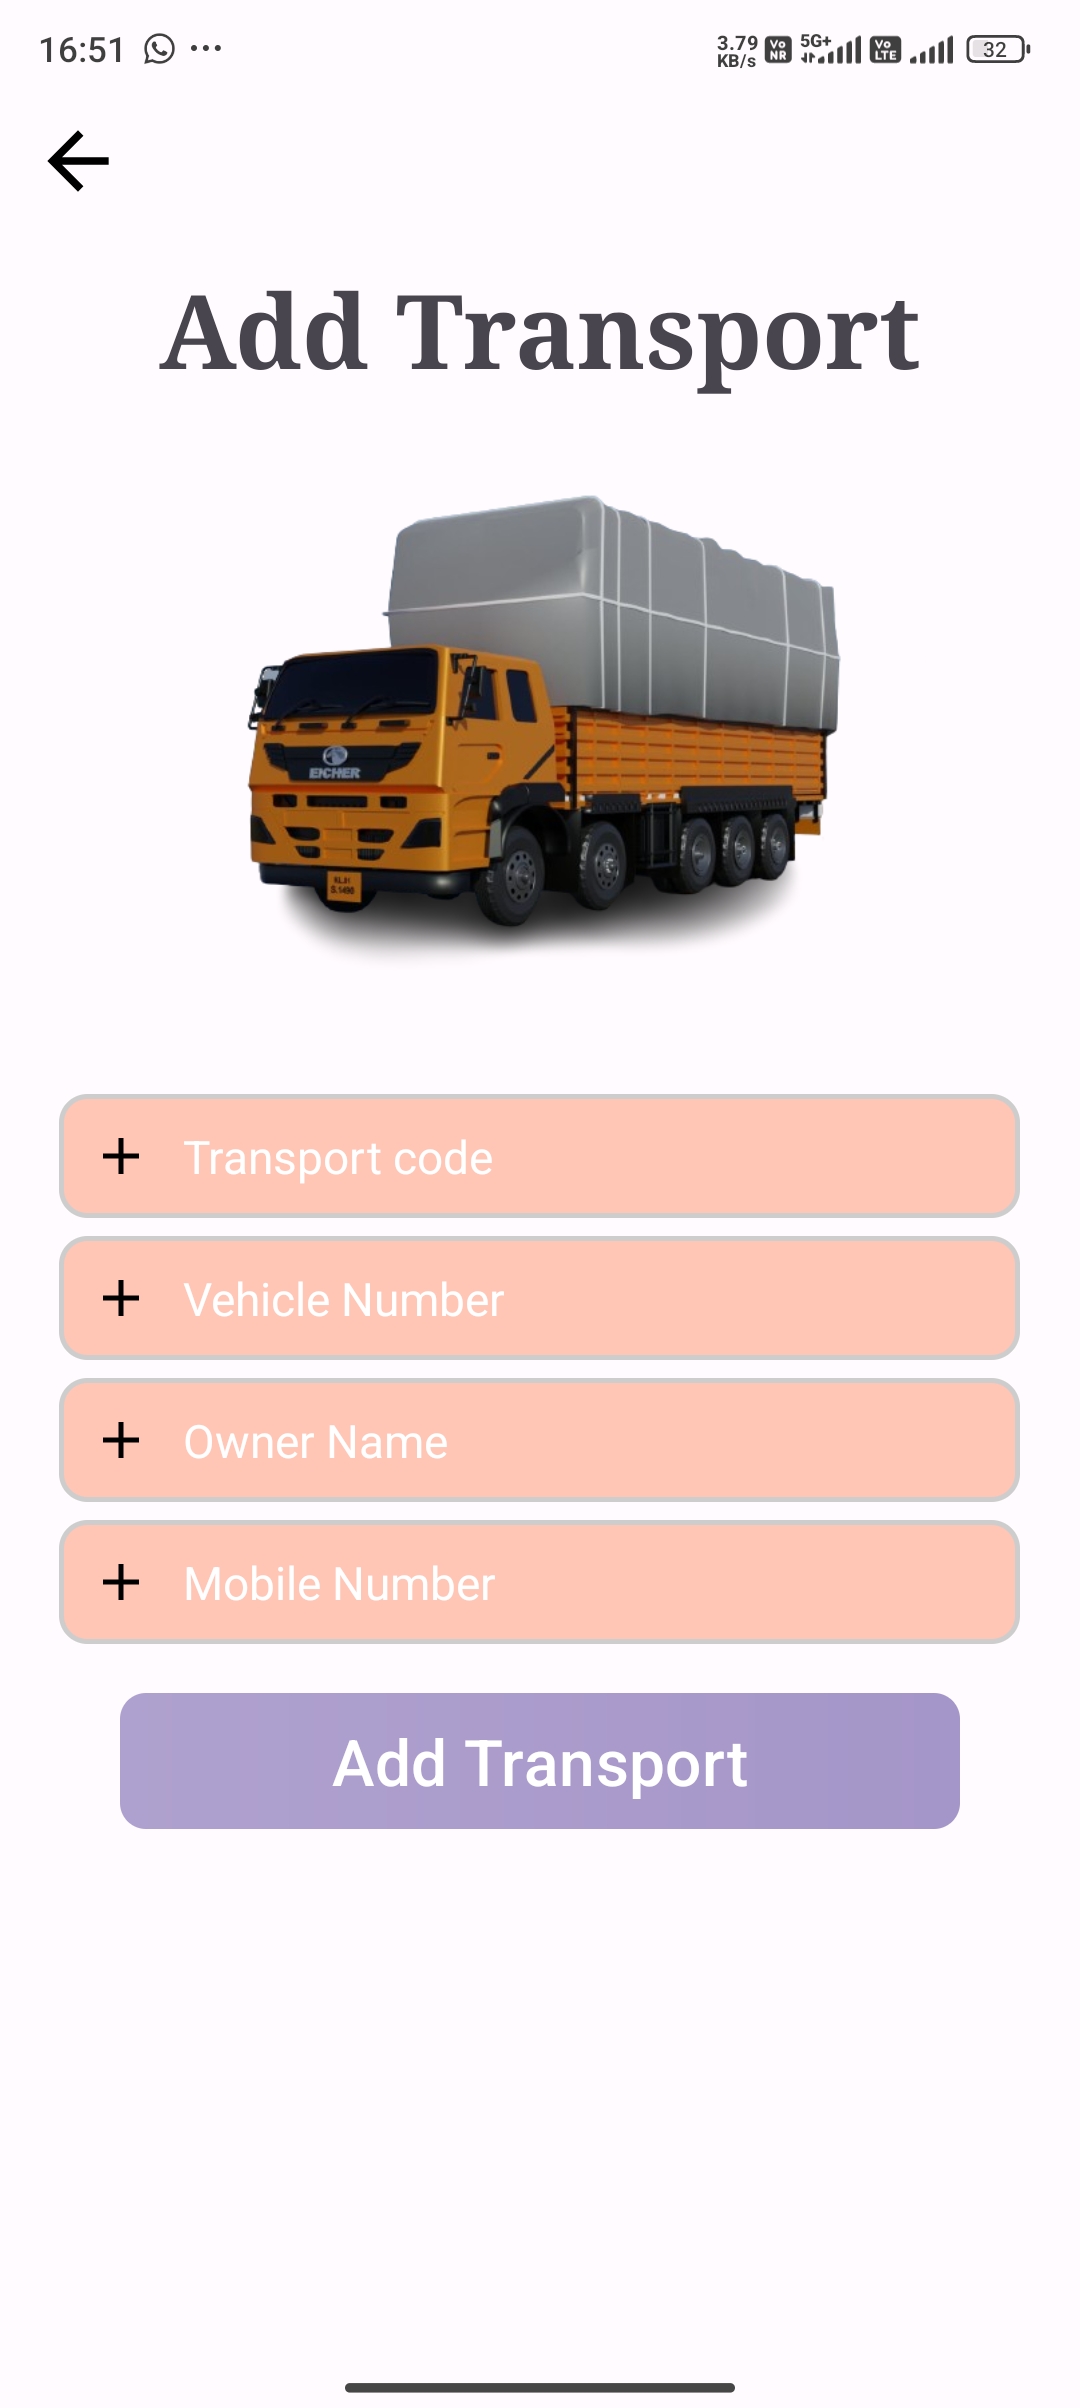 16:51
3.79 KB/s Vo NR 5G+ Vo LTE 32
Add Transport
EICHER
Transport code
Vehicle Number
Owner Name
Mobile Number
Add Transport